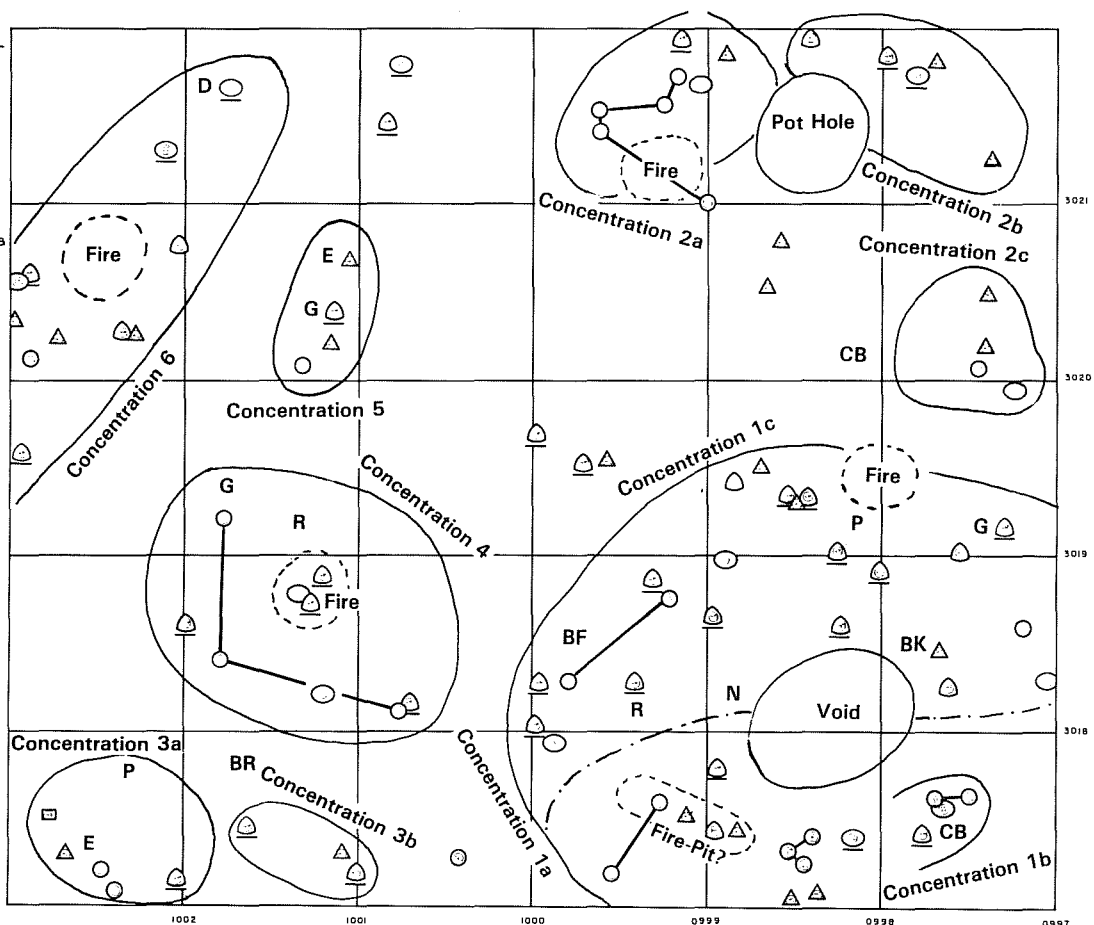 D
Pot Hole
Fire
Concentration 2a
Concentration 2b
3021
Fire
E
Concentration 2c
G
CB
Concentration 6
3020
Concentration 5
Concentration 1c
Concentration 4
G
R
Fire
P
G
3019
Fire
BF
BK
R
N
Void
3018
Concentration 3a
P
BR
Concentration 3b
Concentration 1a
E
Fire-Pit?
CB
Concentration 1b
1002
1001
1000
0999
0998
0997